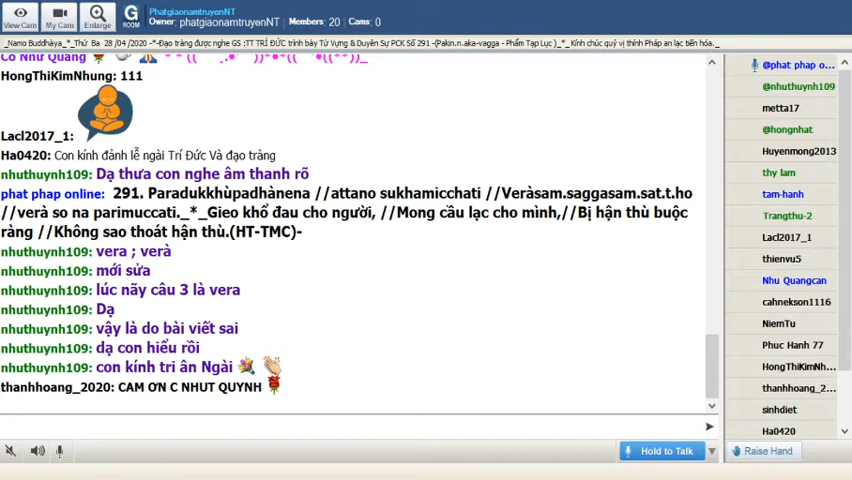 PhatgiaonamtruyenNT
Owner: phatgiaonamtruyenNT Members: 20 Cams: 0
View Cam My Cam Enlarge
G ROOM
_Namo Buddhàya_*_Thứ Ba 28 /04 /2020 -*-Đạo tràng được nghe GS :TT TRÍ ĐỨC trình bày Từ Vựng & Duyên Sự PCK Số 291 -(Pakin.n.aka-vagga - Phẩm Tạp Lục )_*_ Kính chúc quý vị thính Pháp an lạc tiến hóa._
Cô Như Quang
HongThiKimNhung: 111
Lacl2017_1:
Ha0420: Con kính đảnh lễ ngài Trí Đức Và đạo tràng
nhuthuynh109: Dạ thưa con nghe âm thanh rõ
phat phap online: 291. Paradukkhùpadhànena //attano sukhamicchati //Veràsam.saggasam.sat.t.ho
//verà so na parimuccati._*_Gieo khổ đau cho người, //Mong cầu lạc cho mình,//Bị hận thù buộc
ràng //Không sao thoát hận thù.(HT-TMC)-
nhuthuynh109: vera ; verà
nhuthuynh109: mới sửa
nhuthuynh109: lúc nãy câu 3 là vera
nhuthuynh109: Dạ
nhuthuynh109: vậy là do bài viết sai
nhuthuynh109: dạ con hiểu rồi
nhuthuynh109: con kính tri ân Ngài
thanhhoang_2020: CAM ƠN C NHUT QUYNH
@phat phap o...
@nhuthuynh109
metta17
@hongnhat
Huyenmong2013
thy lam
tam-hanh
Trangthu-2
Lacl2017_1
thienvu5
Nhu Quangcan
cahnekson1116
NiemTu
Phuc Hanh 77
HongThiKimNh...
thanhhoang_2...
sinhdiet
Ha0420
Hold to Talk
Raise Hand